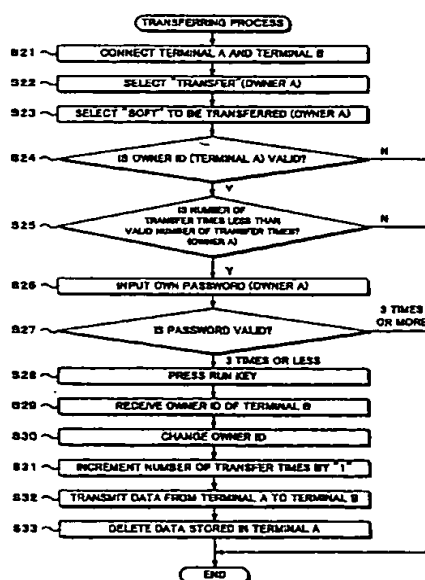 TRANSFERRING PROCESS
S21 CONNECT TERMINAL A AND TERMINAL B
S22 SELECT "TRANSFER" (OWNER A)
S23 SELECT "SOFT" TO BE TRANSFERRED (OWNER A)
S24 IS OWNER ID (TERMINAL A) VALID?
N
Y
S25 IS NUMBER OF
TRANSFER TIMES LESS THAN
VALID NUMBER OF TRANSFER TIMES?
(OWNER A)
N
Y
S26 INPUT OWN PASSWORD (OWNER A)
S27 IS PASSWORD VALID?
3 TIMES
OR MORE
3 TIMES OR LESS
S28 PRESS RUN KEY
S29 RECEIVE OWNER ID OF TERMINAL B
S30 CHANGE OWNER ID
S31 INCREMENT NUMBER OF TRANSFER TIMES BY "1"
S32 TRANSMIT DATA FROM TERMINAL A TO TERMINAL B
S33 DELETE DATA STORED IN TERMINAL A
END